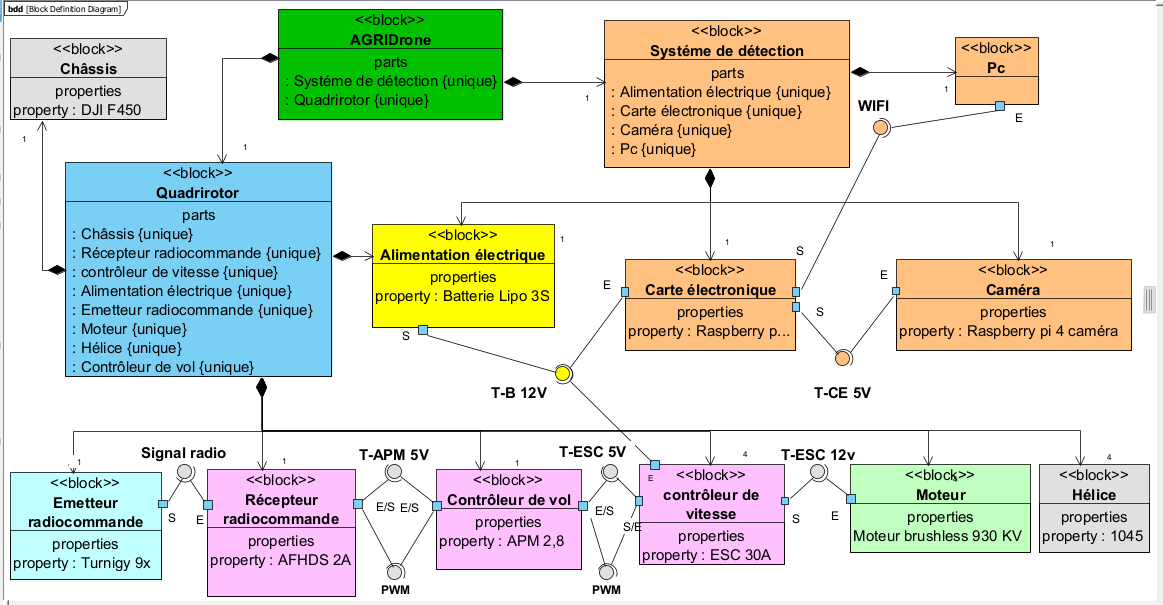 bdd [Block Definition Diagram]
<<block>>
Châssis
properties
property : DJI F450
1
<<block>>
AGRIDrone
parts
: Systéme de détection {unique}
: Quadrirotor {unique}
1
1
<<block>>
Systéme de détection
parts
: Alimentation électrique {unique}
: Carte électronique {unique}
: Caméra {unique}
: Pc {unique}
1
<<block>>
Pc
E
WIFI
<<block>>
Quadrirotor
parts
: Châssis {unique}
: Récepteur radiocommande {unique}
: contrôleur de vitesse {unique}
: Alimentation électrique {unique}
: Emetteur radiocommande {unique}
: Moteur {unique}
: Hélice {unique}
: Contrôleur de vol {unique}
<<block>>
Alimentation électrique
properties
property : Batterie Lipo 3S
1
S
E
1
<<block>>
Carte électronique
properties
property : Raspberry p...
S
S
E
1
<<block>>
Caméra
properties
property : Raspberry pi 4 caméra
T-B 12V
T-CE 5V
Signal radio
T-APM 5V
T-ESC 5V
T-ESC 12v
1
<<block>>
Emetteur
radiocommande
properties
property : Turnigy 9x
S
E
1
<<block>>
Récepteur
radiocommande
properties
property : AFHDS 2A
E/S
E/S
PWM
1
<<block>>
Contrôleur de vol
properties
property : APM 2,8
E/S
S/E
PWM
E
4
<<block>>
contrôleur de
vitesse
properties
property : ESC 30A
S
E
<<block>>
Moteur
properties
Moteur brushless 930 KV
4
<<block>>
Hélice
properties
property : 1045